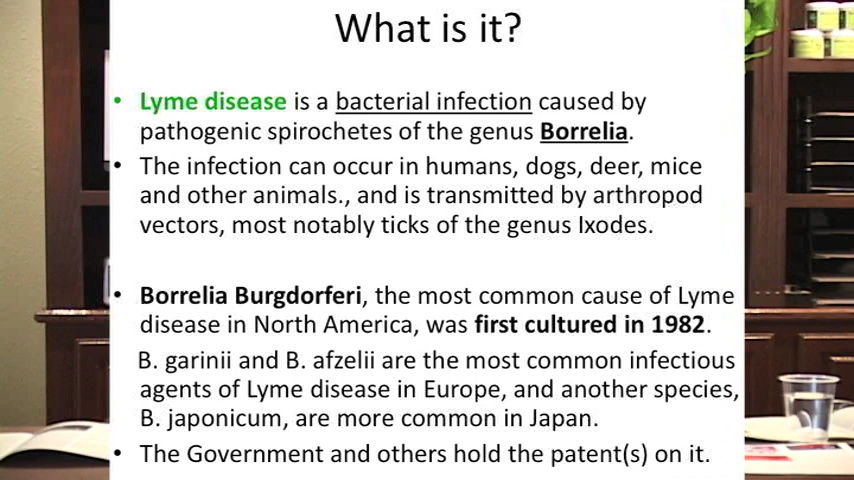 What is it?
• Lyme disease is a bacterial infection caused by
pathogenic spirochetes of the genus Borrelia.
• The infection can occur in humans, dogs, deer, mice
and other animals., and is transmitted by arthropod
vectors, most notably ticks of the genus Ixodes.
• Borrelia Burgdorferi, the most common cause of Lyme
disease in North America, was first cultured in 1982.
B. garinii and B. afzelii are the most common infectious
agents of Lyme disease in Europe, and another species,
B. japonicum, are more common in Japan.
• The Government and others hold the patent(s) on it.